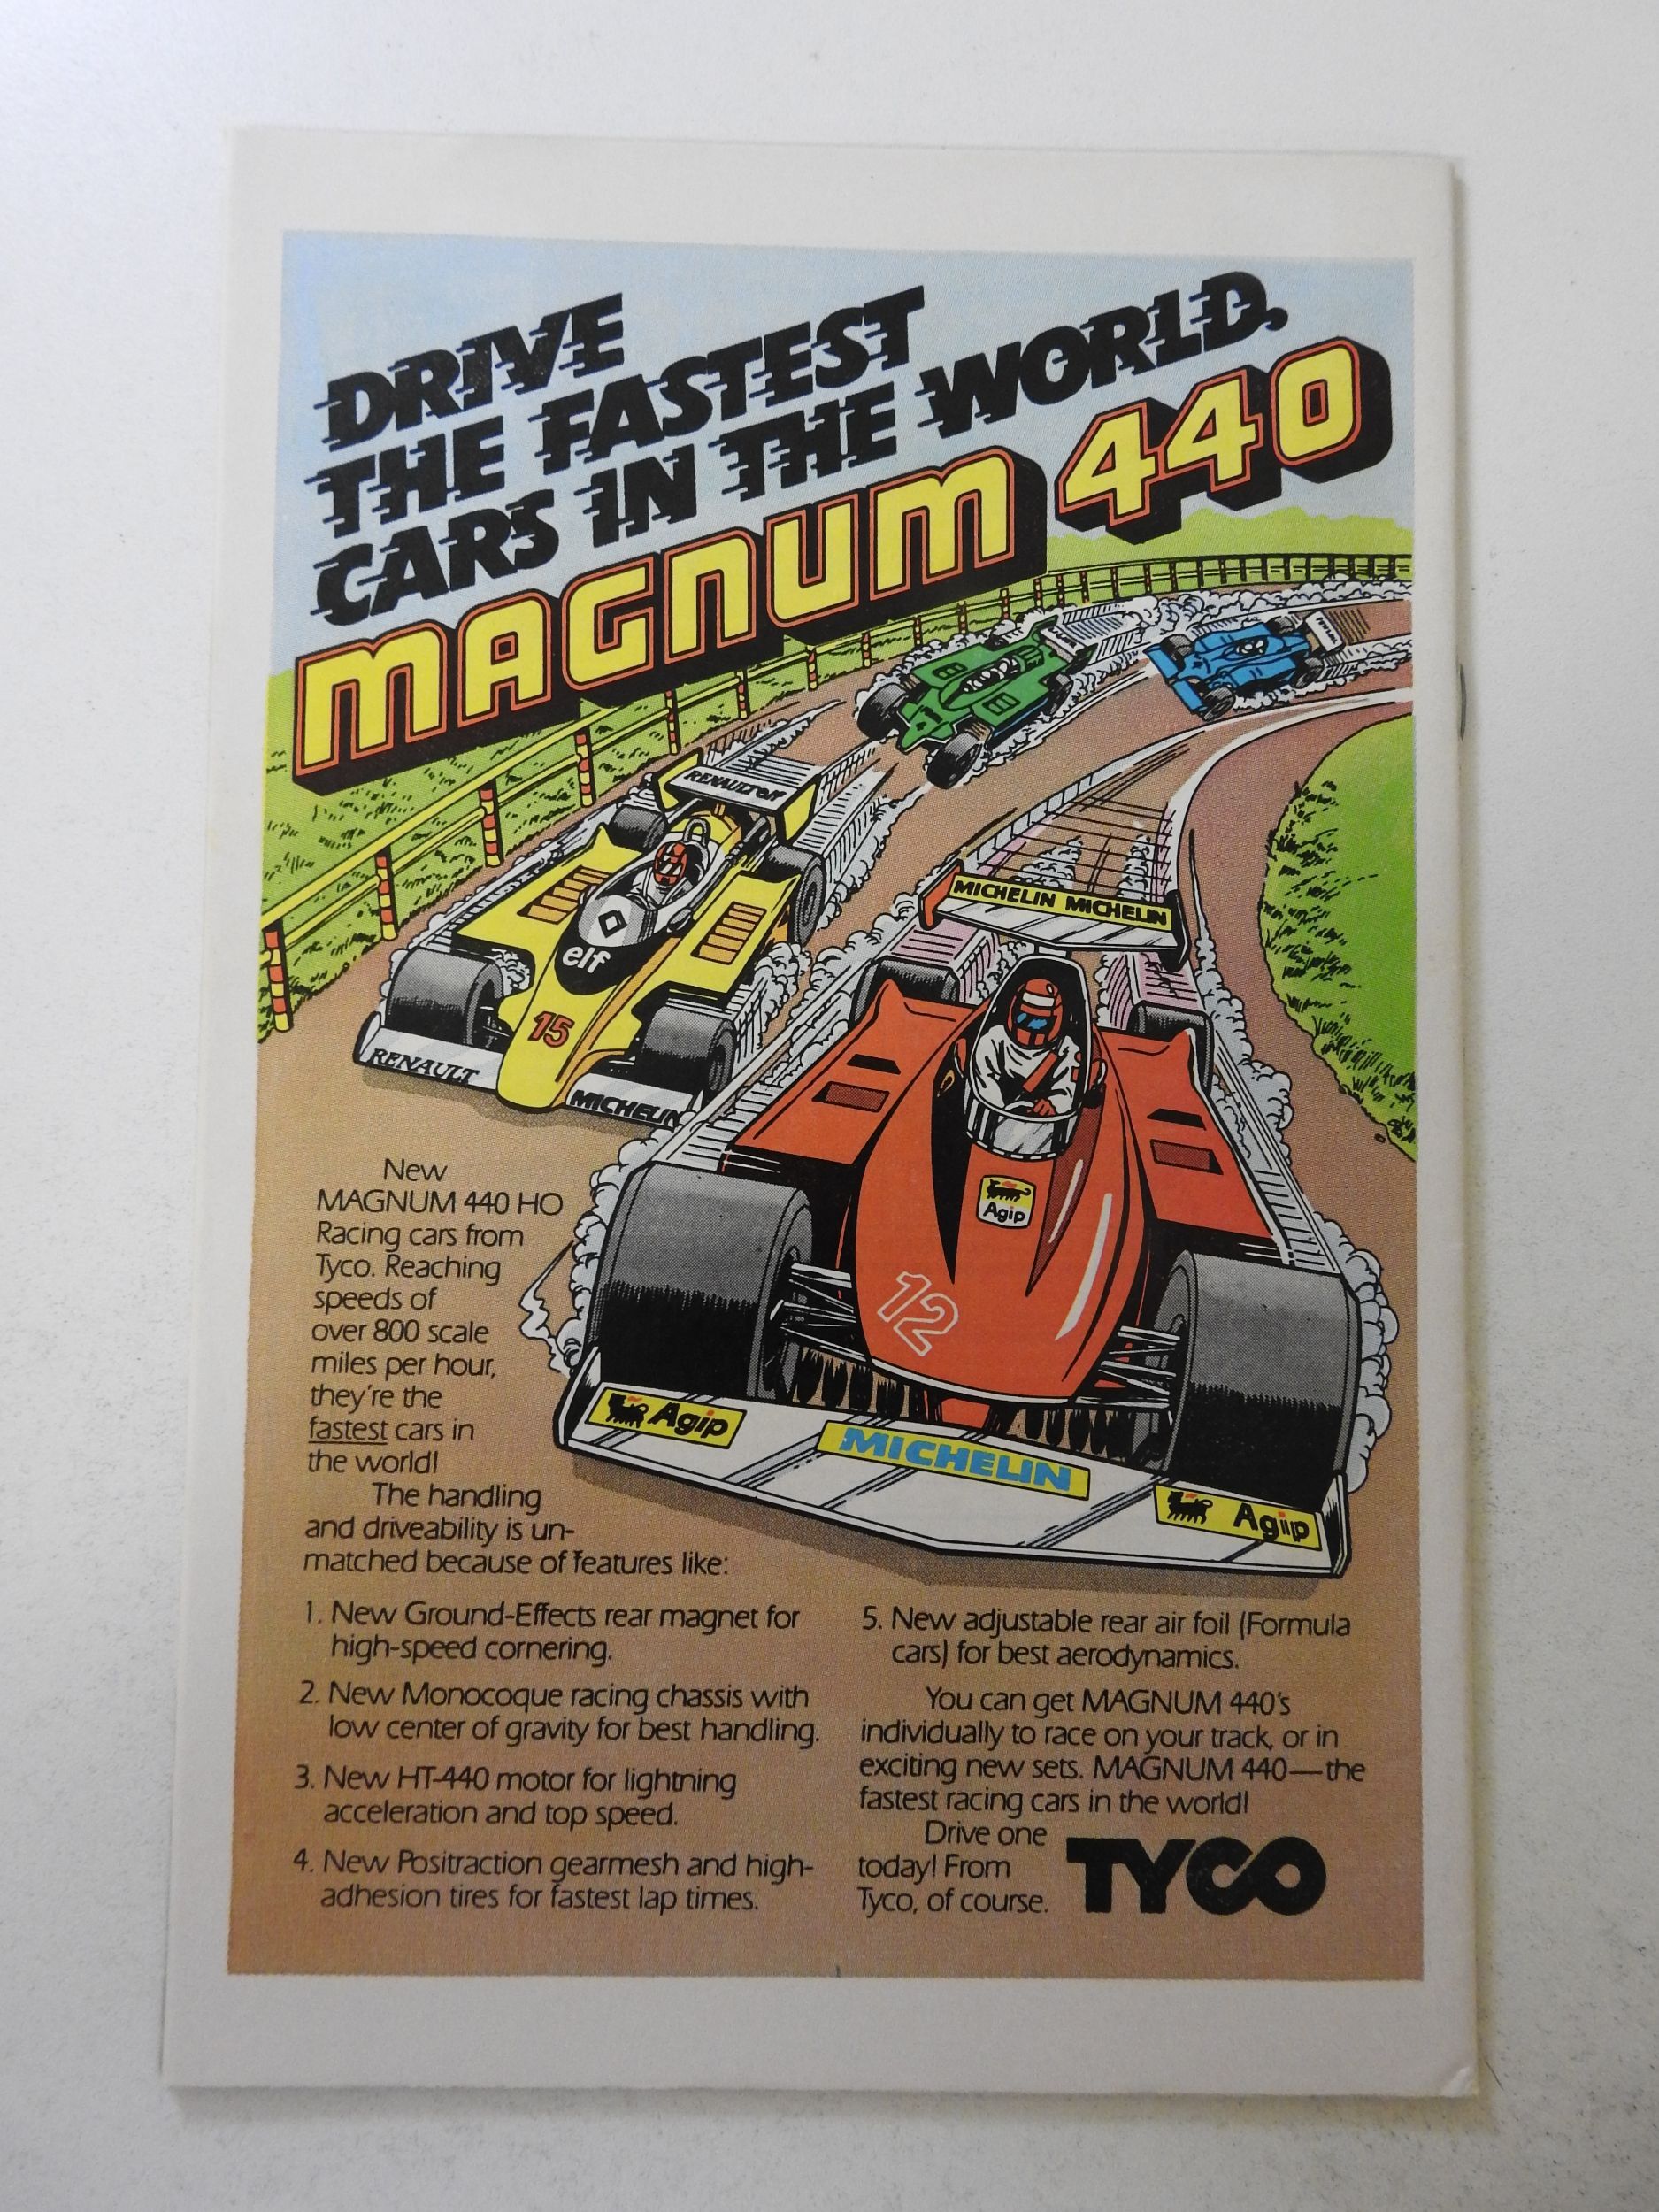 DRIVE
THE FASTEST
CARS IN THE WORLD.
MAGNUM 440
RENAULT elf
elf
15
RENAULT
MICHELIN
MICHELIN MICHELIN
Agip
12
Agip
MICHELIN
Agip
New
MAGNUM 440 HO
Racing cars from
Tyco. Reaching
speeds of
over 800 scale
miles per hour,
they're the
fastest cars in
the world!
The handling
and driveability is un-
matched because of features like:
1. New Ground-Effects rear magnet for
high-speed cornering.
2. New Monocoque racing chassis with
low center of gravity for best handling.
3. New HT-440 motor for lightning
acceleration and top speed.
4. New Positraction gearmesh and high-
adhesion tires for fastest lap times.
5. New adjustable rear air foil (Formula
cars) for best aerodynamics.
You can get MAGNUM 440's
individually to race on your track, or in
exciting new sets. MAGNUM 440—the
fastest racing cars in the world!
Drive one
today! From
Tyco, of course.
TYCO